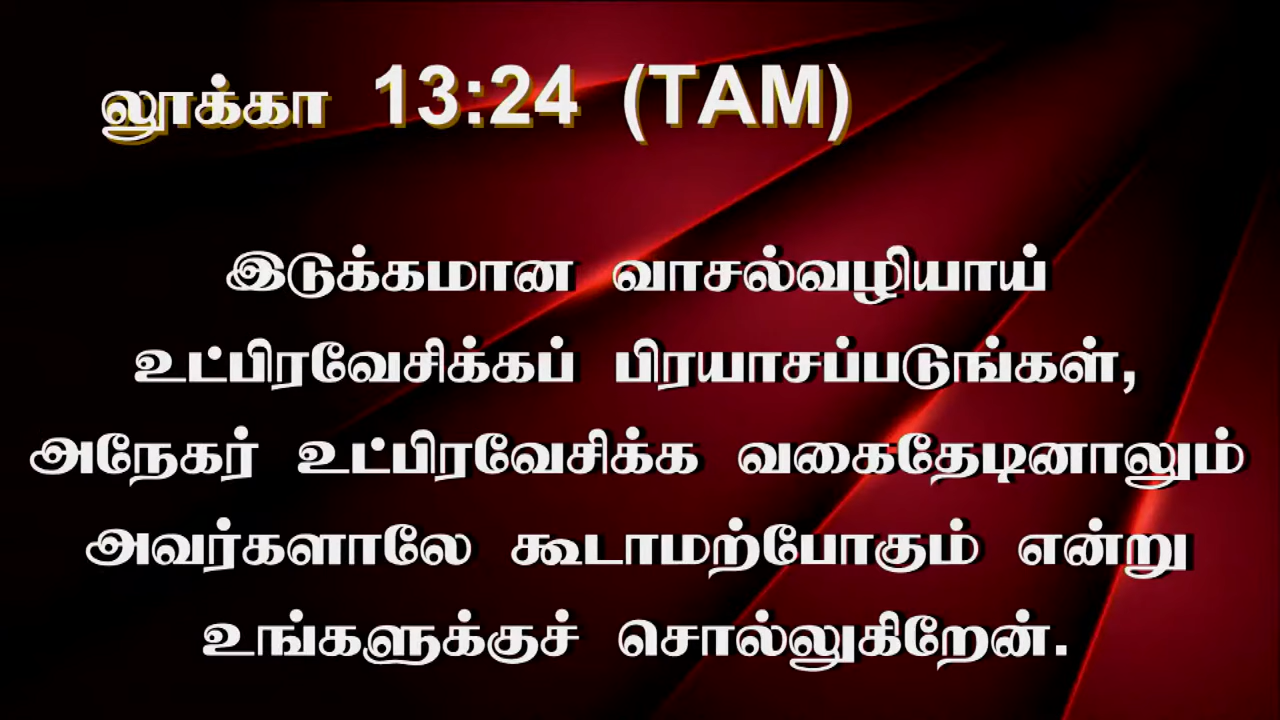 லூக்கா 13:24 (TAM)
இடுக்கமான வாசல்வழியாய்
உட்பிரவேசிக்கப் பிரயாசப்படுங்கள்,
அநேகர் உட்பிரவேசிக்க வகைதேடினாலும்
அவர்களாலே கூடாமற்போகும் என்று
உங்களுக்குச் சொல்லுகிறேன்.